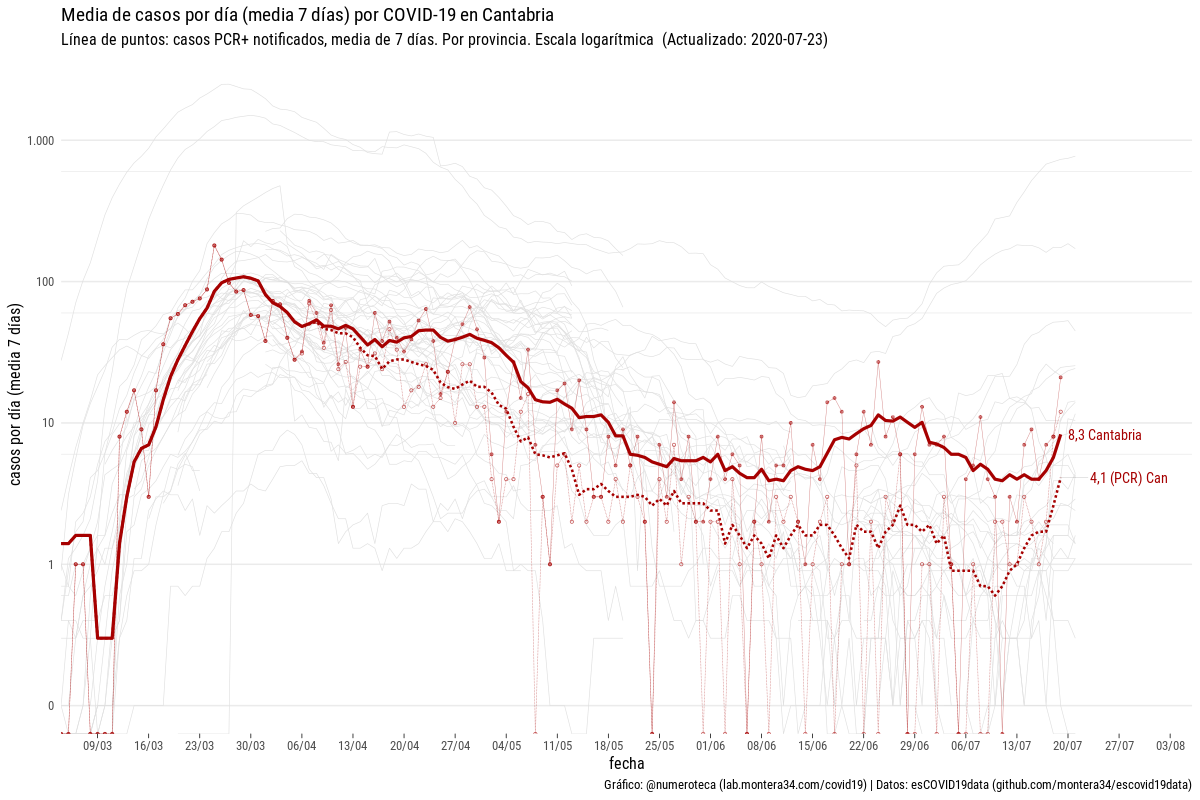 Media de casos por día (media 7 días) por COVID-19 en Cantabria
Línea de puntos: casos PCR+ notificados, media de 7 días. Por provincia. Escala logarítmica (Actualizado: 2020-07-23)
casos por día (media 7 días)
1.000
100
10
1
0
8,3 Cantabria
4,1 (PCR) Can
09/03 16/03 23/03 30/03 06/04 13/04 20/04 27/04 04/05 11/05 18/05 25/05 01/06 08/06 15/06 22/06 29/06 06/07 13/07 20/07 27/07 03/08
fecha
Gráfico: @numeroteca (lab.montera34.com/covid19) | Datos: esCOVID19data (github.com/montera34/escovid19data)